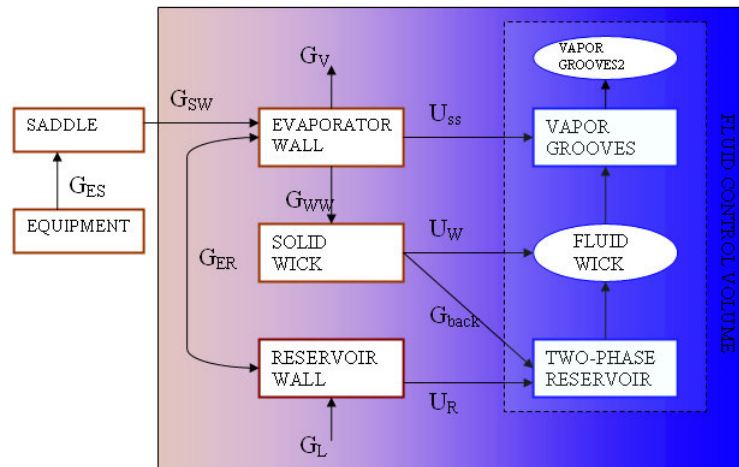 VAPOR
GROOVES2
G_V
G_SW
SADDLE
EVAPORATOR
WALL
U_ss
VAPOR
GROOVES
G_ES
G_WW
EQUIPMENT
SOLID
WICK
U_W
FLUID
WICK
G_ER
G_back
RESERVOIR
WALL
TWO-PHASE
RESERVOIR
U_R
G_L
FLUID CONTROL VOLUME